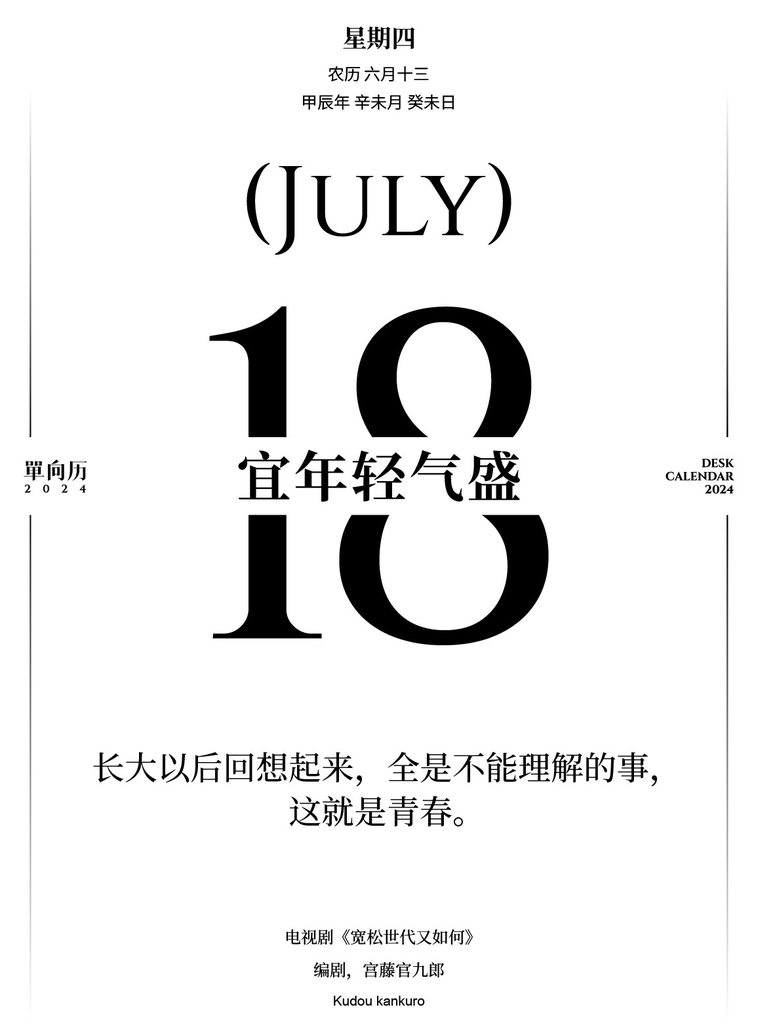 星期四
农历 六月十三
甲辰年 辛未月 癸未日
(JULY)
18
單向历
2024
宜年轻气盛
DESK
CALENDAR
2024
长大以后回想起来，全是不能理解的事，
这就是青春。
电视剧《宽松世代又如何》
编剧，宫藤官九郎
Kudou kankuro